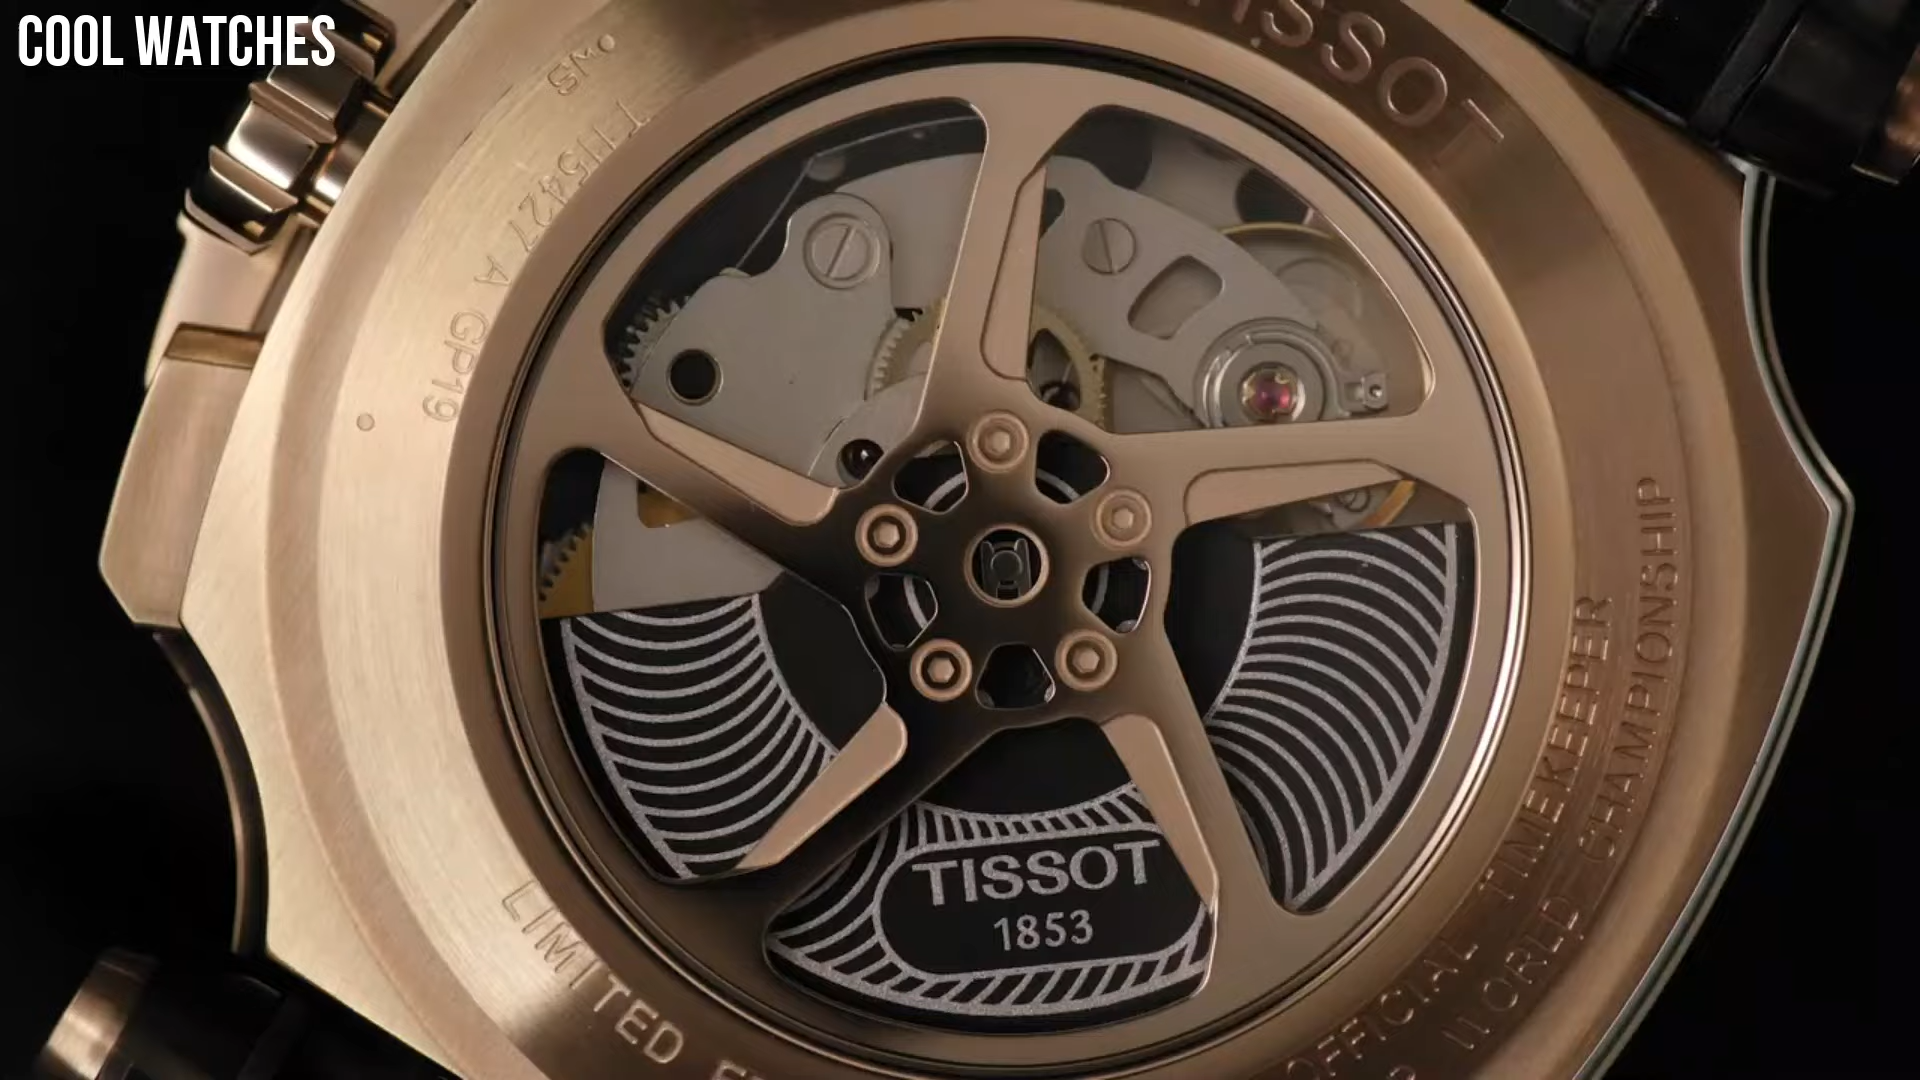 COOL WATCHES
TISSOT
T115427 A GP19
TISSOT
1853
LIMITED
OFFICIAL TIMEKEEPER
WORLD CHAMPIONSHIP